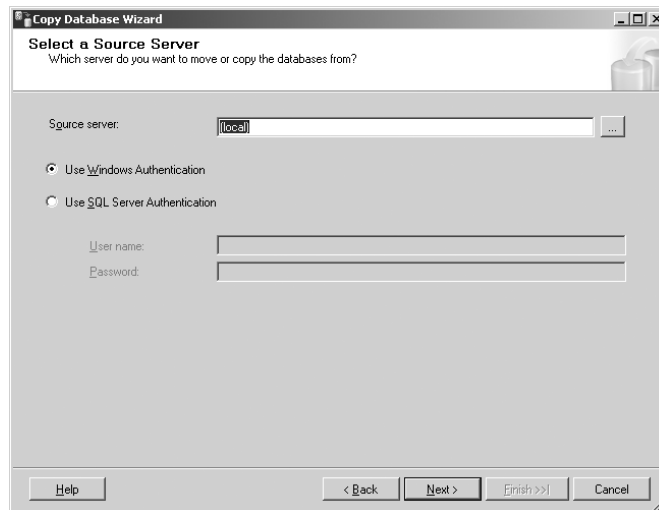 Copy Database Wizard
Select a Source Server
Which server do you want to move or copy the databases from?
Source server: (local) ...
Use Windows Authentication
Use SQL Server Authentication
User name:
Password:
Help < Back Next > Finish >>| Cancel